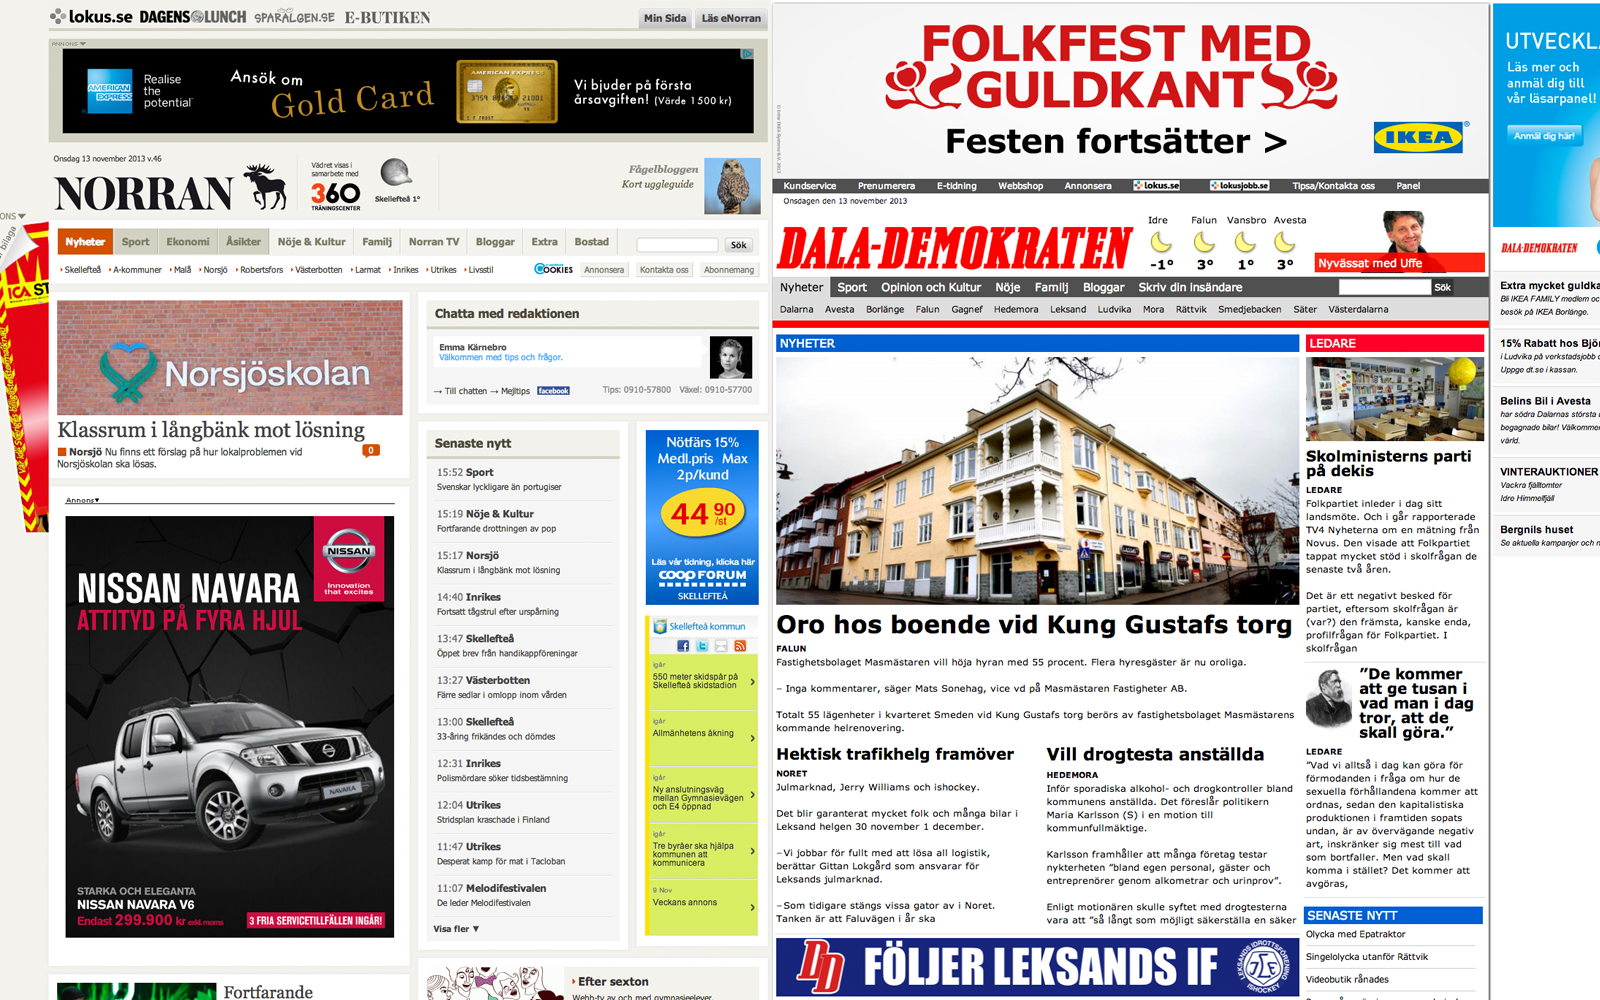 lokus.se DAGENS LUNCH SPARALGEN.SE E-BUTIKEN
Min Sida Läs eNorran
ANNONS
AMERICAN EXPRESS
Realise
the
potential
Ansök om
Gold Card
AMERICAN EXPRESS
Vi bjuder på första
årsavgiften! (Värde 1500 kr)
Onsdag 13 november 2013 v.46
NORRAN
Vädret visas i
samarbete med
360
TRÄNINGSCENTER
Skellefteå 1°
Fågelbloggen
Kort uggleguide
Nyheter Sport Ekonomi Åsikter Nöje & Kultur Familj Norran TV Bloggar Extra Bostad Sök
Skellefteå A-kommuner Malå Norsjö Robertsfors Västerbotten Larmat Inrikes Utrikes Livsstil COOKIES Annonsera Kontakta oss Abonnemang
bilaga
ICA
Norsjöskolan
Klassrum i långbänk mot lösning
Norsjö Nu finns ett förslag på hur lokalproblemen vid
Norsjöskolan ska lösas.
0
Annons
NISSAN
Innovation
that excites
NISSAN NAVARA
ATTITYD PÅ FYRA HJUL
NAVARA
STARKA OCH ELEGANTA
NISSAN NAVARA V6
Endast 299.900 kr exkl. moms
3 FRIA SERVICETILLFÄLLEN INGÅR!
Fortfarande
Chatta med redaktionen
Emma Kärnebro
Välkommen med tips och frågor.
→ Till chatten → Mejltips facebook
Tips: 0910-57800 Växel: 0910-57700
Senaste nytt
15:52 Sport
Svenskar lyckligare än portugiser
15:19 Nöje & Kultur
Fortfarande drottningen av pop
15:17 Norsjö
Klassrum i långbänk mot lösning
14:40 Inrikes
Fortsatt tågstrul efter urspårning
13:47 Skellefteå
Öppet brev från handikappföreningar
13:27 Västerbotten
Färre sedlar i omlopp inom vården
13:00 Skellefteå
33-åring frikändes och dömdes
12:31 Inrikes
Polismördare söker tidsbestämning
12:04 Utrikes
Stridsplan kraschade i Finland
11:47 Utrikes
Desperat kamp för mat i Tacloban
11:07 Melodifestivalen
De leder Melodifestivalen
Visa fler ▼
Efter sexton
Webb-tv av och med gymnasieelever.
Nötfärs 15%
Medl.pris Max
2p/kund
44 90
/st
Läs vår tidning, klicka här
COOP FORUM
SKELLEFTEÅ
Skellefteå kommun
igår
550 meter skidspår på
Skellefteå skidstadion
igår
Allmänhetens åkning
igår
Ny anslutningsväg
mellan Gymnasievägen
och E4 öppnad
igår
Tre byråer ska hjälpa
kommunen att
kommunicera
9 Nov
Veckans annons
FOLKFEST MED
GULDKANT
Festen fortsätter >
IKEA
Kundservice Prenumerera E-tidning Webbshop Annonsera lokus.se lokusjobb.se Tipsa/Kontakta oss Panel
Onsdagen den 13 november 2013
DALA-DEMOKRATEN
Idre Falun Vansbro Avesta
-1° 3° 1° 3°
Nyvässat med Uffe
Nyheter Sport Opinion och Kultur Nöje Familj Bloggar Skriv din insändare Sök
Dalarna Avesta Borlänge Falun Gagnef Hedemora Leksand Ludvika Mora Rättvik Smedjebacken Säter Västerdalarna
NYHETER
Oro hos boende vid Kung Gustafs torg
FALUN
Fastighetsbolaget Masmästaren vill höja hyran med 55 procent. Flera hyresgäster är nu oroliga.
– Inga kommentarer, säger Mats Sonehag, vice vd på Masmästaren Fastigheter AB.
Totalt 55 lägenheter i kvarteret Smeden vid Kung Gustafs torg berörs av fastighetsbolaget Masmästarens
kommande helrenovering.
Hektisk trafikhelg framöver
NORET
Julmarknad, Jerry Williams och ishockey.
Det blir garanterat mycket folk och många bilar i
Leksand helgen 30 november 1 december.
–Vi jobbar för fullt med att lösa all logistik,
berättar Gittan Lokgård som ansvarar för
Leksands julmarknad.
–Som tidigare stängs vissa gator av i Noret.
Tanken är att Faluvägen i år ska
Vill drogtesta anställda
HEDEMORA
Inför sporadiska alkohol- och drogkontroller bland
kommunens anställda. Det föreslår politikern
Maria Karlsson (S) i en motion till
kommunfullmäktige.
Karlsson framhåller att många företag testar
nykterheten ”bland egen personal, gäster och
entreprenörer genom alkometrar och urinprov”.
Enligt motionären skulle syftet med drogtesterna
vara att ”så långt som möjligt säkerställa en säker
DD FÖLJER LEKSANDS IF
LEKSANDS IDROTTSFÖRENING
ISHOCKEY
LEDARE
Skolministerns parti
på dekis
LEDARE
Folkpartiet inleder i dag sitt
landsmöte. Och i går rapporterade
TV4 Nyheterna om en mätning från
Novus. Den visade att Folkpartiet
tappat mycket stöd i skolfrågan de
senaste två åren.
Det är ett negativt besked för
partiet, eftersom skolfrågan är
(var?) den främsta, kanske enda,
profilfrågan för Folkpartiet. I
skolfrågan
”De kommer
att ge tusan i
vad man i dag
tror, att de
skall göra.”
LEDARE
”Vad vi alltså i dag kan göra för
förmodanden i fråga om hur de
sexuella förhållandena kommer att
ordnas, sedan den kapitalistiska
produktionen i framtiden sopats
undan, är av övervägande negativ
art, inskränker sig mest till vad
som bortfaller. Men vad skall
komma i stället? Det kommer att
avgöras,
SENASTE NYTT
Olycka med Epatraktor
Singelolycka utanför Rättvik
Videobutik rånades
UTVECKLA
Läs mer och
anmäl dig till
vår läsarpanel!
Anmäl dig här!
DALA-DEMOKRATEN
Extra mycket guldka
Bli IKEA FAMILY medlem oc
besök på IKEA Borlänge.
15% Rabatt hos Björ
i Ludvika på verkstadsjobb o
Uppge dt.se i kassan.
Belins Bil i Avesta
har södra Dalarnas största u
begagnade bilar! Välkommen
värld.
VINTERAUKTIONER
Vackra fjälltomter
Idre Himmelfjäll
Bergnils huset
Se aktuella kampanjer och n